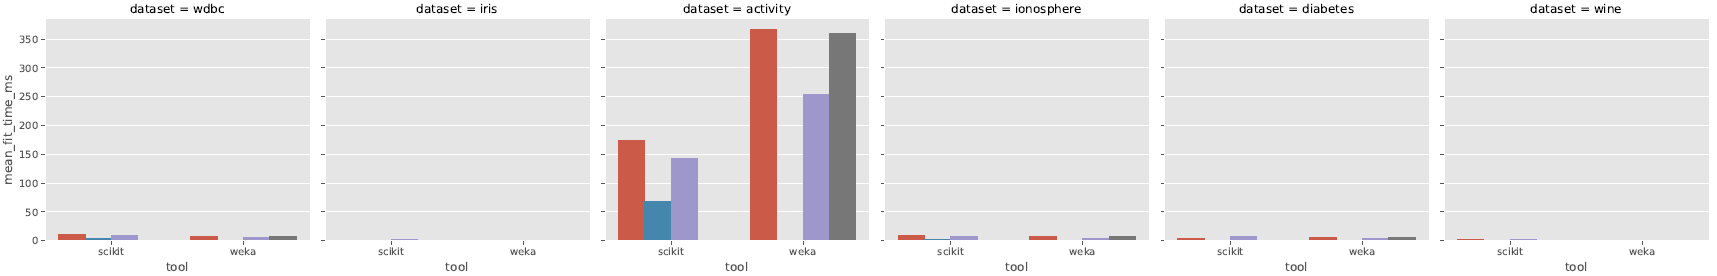 dataset = wdbc
dataset = iris
dataset = activity
dataset = ionosphere
dataset = diabetes
dataset = wine
mean_fit_time_ms
350
300
250
200
150
100
50
0
scikit weka
scikit weka
scikit weka
scikit weka
scikit weka
scikit weka
tool
tool
tool
tool
tool
tool